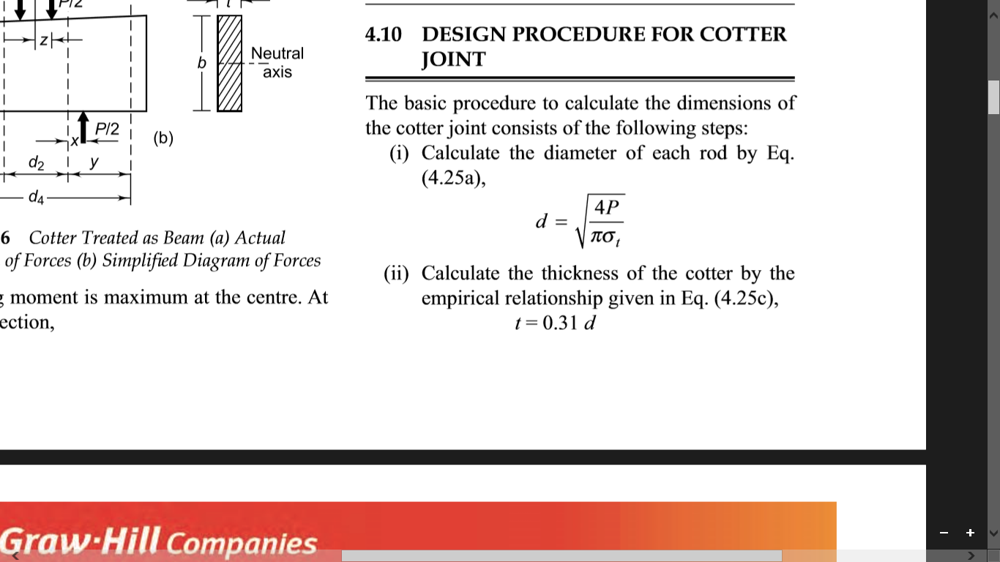 P/2
t
z
b
Neutral
axis
P/2
x
(b)
d2
y
d4
6 Cotter Treated as Beam (a) Actual
of Forces (b) Simplified Diagram of Forces
moment is maximum at the centre. At
ection,
4.10 DESIGN PROCEDURE FOR COTTER
JOINT
The basic procedure to calculate the dimensions of
the cotter joint consists of the following steps:
(i) Calculate the diameter of each rod by Eq.
(4.25a),
d = √(4P/πσt)
(ii) Calculate the thickness of the cotter by the
empirical relationship given in Eq. (4.25c),
t = 0.31 d
Graw·Hill Companies